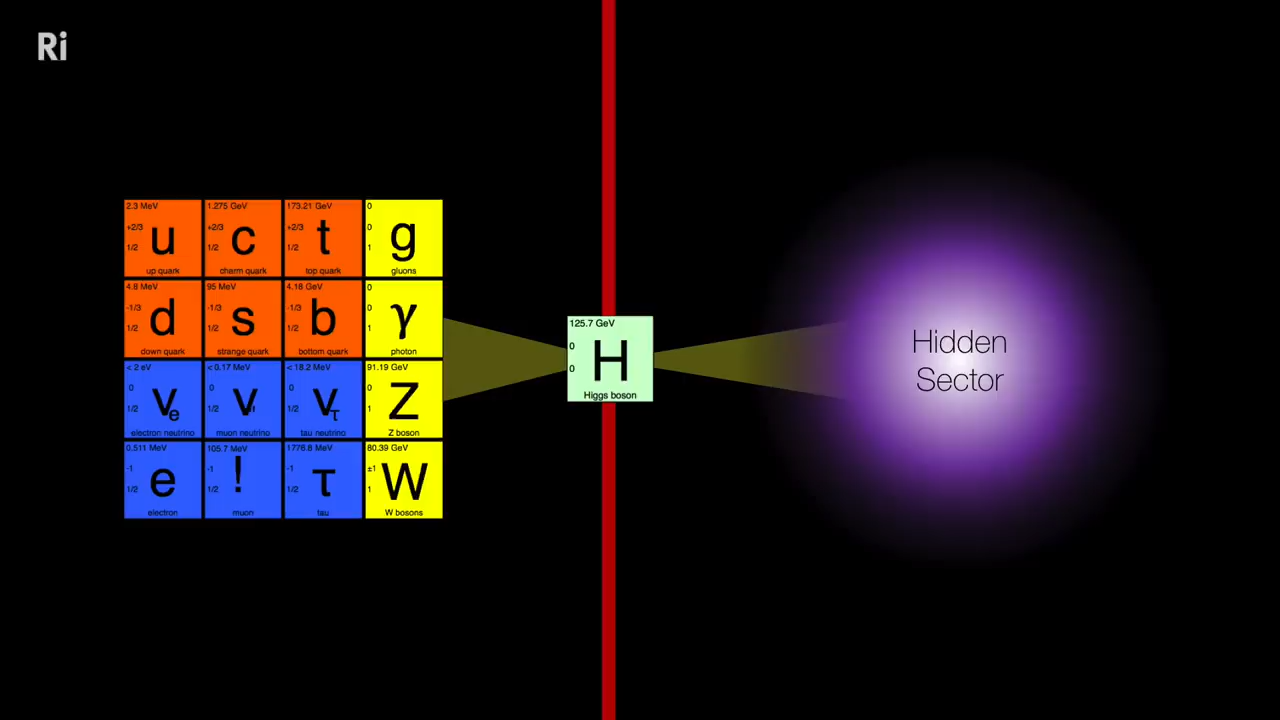 Ri
2.3 MeV
+2/3
u
1/2
up quark
1.275 GeV
+2/3
c
1/2
charm quark
173.21 GeV
+2/3
t
1/2
top quark
0
0
g
1
gluons
4.8 MeV
-1/3
d
1/2
down quark
95 MeV
-1/3
s
1/2
strange quark
4.18 GeV
-1/3
b
1/2
bottom quark
0
0
γ
1
photon
125.7 GeV
0
H
0
Higgs boson
Hidden
Sector
< 2 eV
0
νe
1/2
electron neutrino
< 0.17 MeV
0
ν!
1/2
muon neutrino
< 18.2 MeV
0
ντ
1/2
tau neutrino
91.19 GeV
0
Z
1
Z boson
0.511 MeV
-1
e
1/2
electron
105.7 MeV
-1
!
1/2
muon
1776.8 MeV
-1
τ
1/2
tau
80.39 GeV
±1
W
1
W bosons